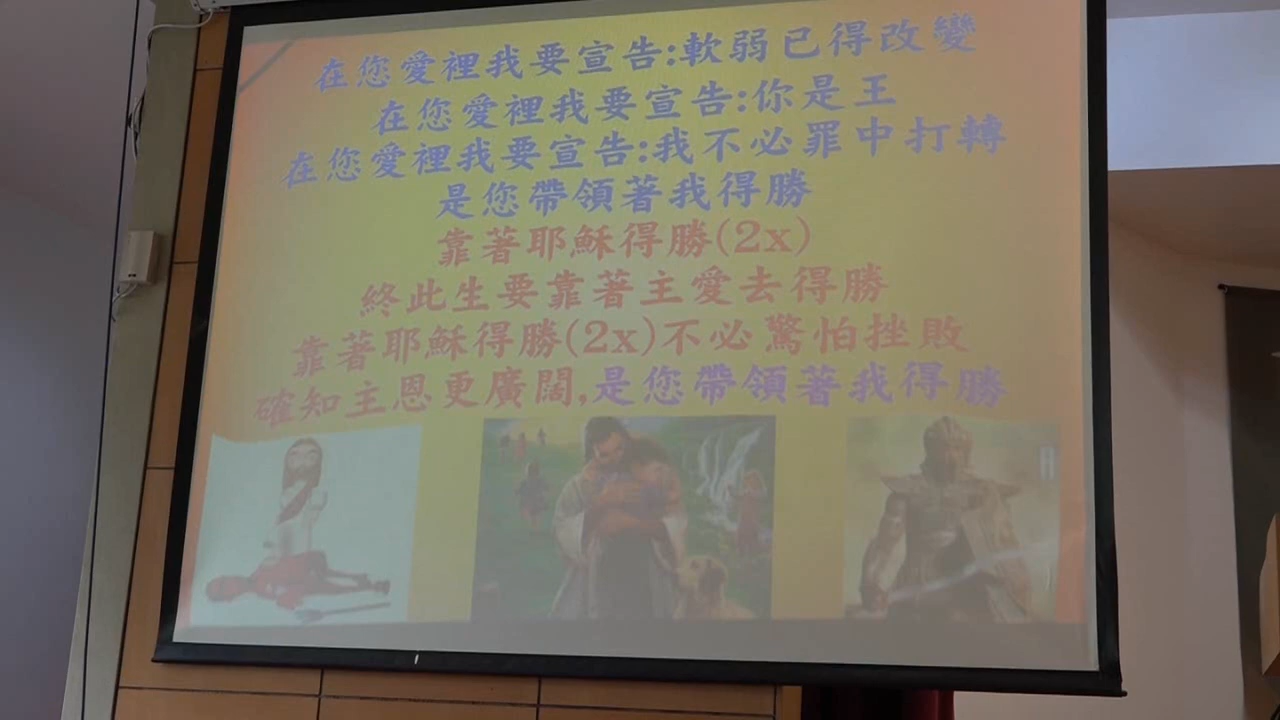 在您愛裡我要宣告:軟弱已得改變
在您愛裡我要宣告:你是王
在您愛裡我要宣告:我不必罪中打轉
是您帶領著我得勝
靠著耶穌得勝(2x)
終此生要靠著主愛去得勝
靠著耶穌得勝(2x)不必驚怕挫敗
確知主恩更廣闊,是您帶領著我得勝